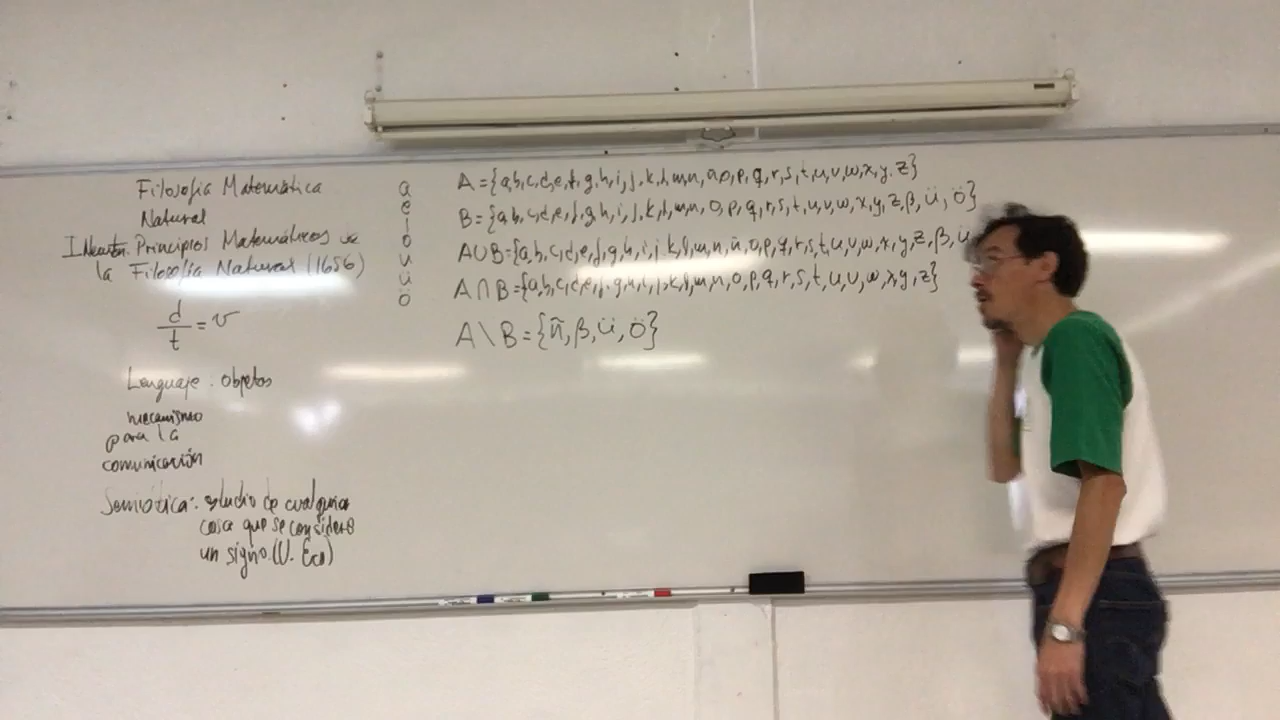 Filosofía Matemática
Natural
I. Newton. Principios Matemáticos de
la Filosofía Natural (1656)
d
t
= v
Lenguaje . objetos
mecanismo
para la
comunicación
Semiótica: estudio de cualquier
cosa que se considere
un signo. (U. Eco)
a
e
i
o
u
ü
ö
A = {a,b,c,d,e,f,g,h,i,j,k,l,m,n,ñ,o,p,q,r,s,t,u,v,w,x,y,z}
B = {a,b,c,d,e,f,g,h,i,j,k,l,m,n,o,p,q,r,s,t,u,v,w,x,y,z,β,ü,ö}
A∪B={a,b,c,d,e,f,g,h,i,j,k,l,m,n,ñ,o,p,q,r,s,t,u,v,w,x,y,z,β,ü
A∩B={a,b,c,d,e,f,g,h,i,j,k,l,m,n,o,p,q,r,s,t,u,v,w,x,y,z}
A\B={ñ,β,ü,ö}